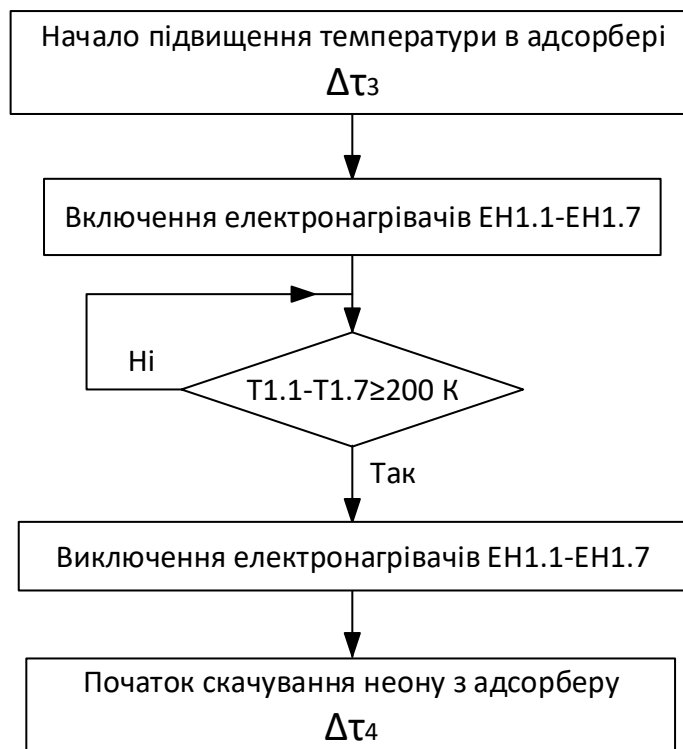 Начало підвищення температури в адсорбері
Δτ3
Включення електронагрівачів ЕН1.1-ЕН1.7
Ні
Т1.1-Т1.7≥200 К
Так
Виключення електронагрівачів ЕН1.1-ЕН1.7
Початок скачування неону з адсорберу
Δτ4